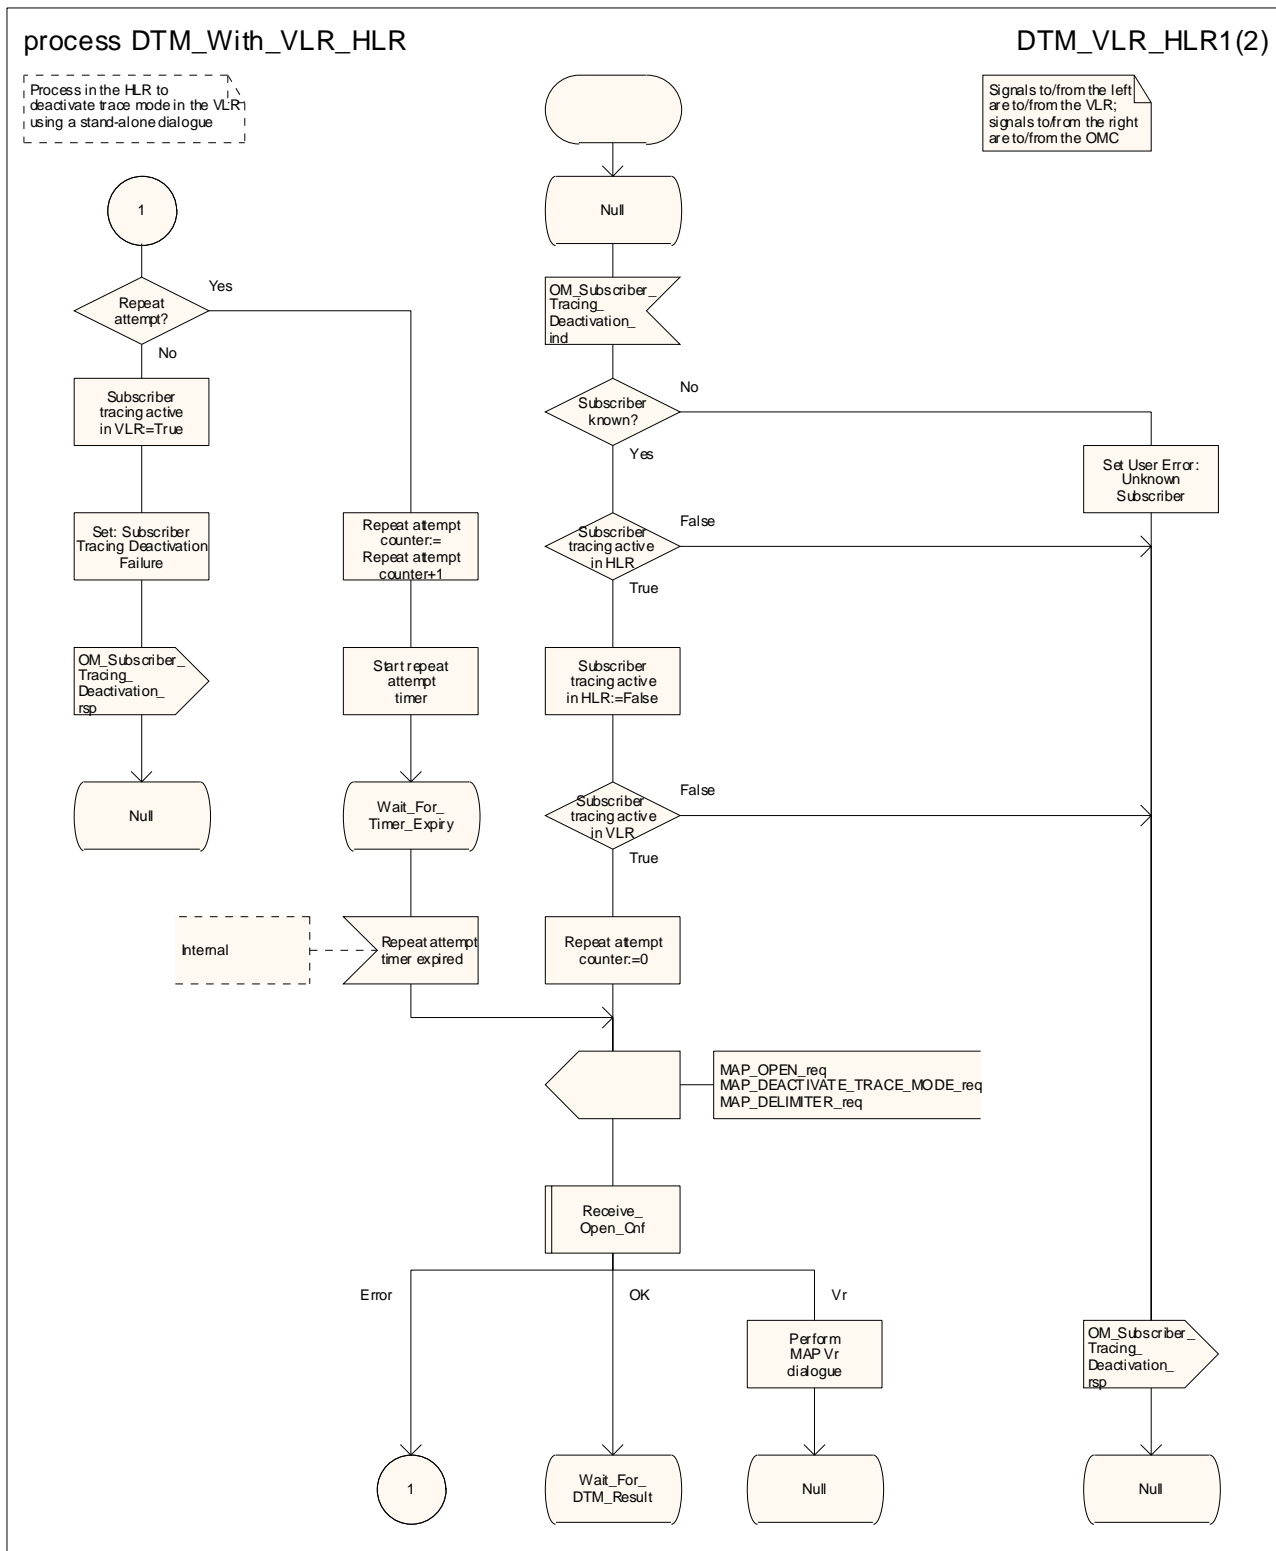 process DTM_With_VLR_HLR
DTM_VLR_HLR1(2)
Process in the HLR to
deactivate trace mode in the VLR
using a stand-alone dialogue
Signals to/from the left
are to/from the VLR;
signals to/from the right
are to/from the OMC
1
Null
Repeat
attempt?
Yes
No
OM_Subscriber_
Tracing_
Deactivation_
ind
Subscriber
tracing active
in VLR:=True
Subscriber
known?
No
Yes
Set User Error:
Unknown
Subscriber
Set: Subscriber
Tracing Deactivation
Failure
Repeat attempt
counter:=
Repeat attempt
counter+1
Subscriber
tracing active
in HLR
False
True
OM_Subscriber_
Tracing_
Deactivation_
rsp
Start repeat
attempt
timer
Subscriber
tracing active
in HLR:=False
Null
Wait_For_
Timer_Expiry
Subscriber
tracing active
in VLR
False
True
Internal
Repeat attempt
timer expired
Repeat attempt
counter:=0
MAP_OPEN_req
MAP_DEACTIVATE_TRACE_MODE_req
MAP_DELIMITER_req
Receive_
Open_Cnf
Error
OK
Vr
Perform
MAP Vr
dialogue
OM_Subscriber_
Tracing_
Deactivation_
rsp
1
Wait_For_
DTM_Result
Null
Null